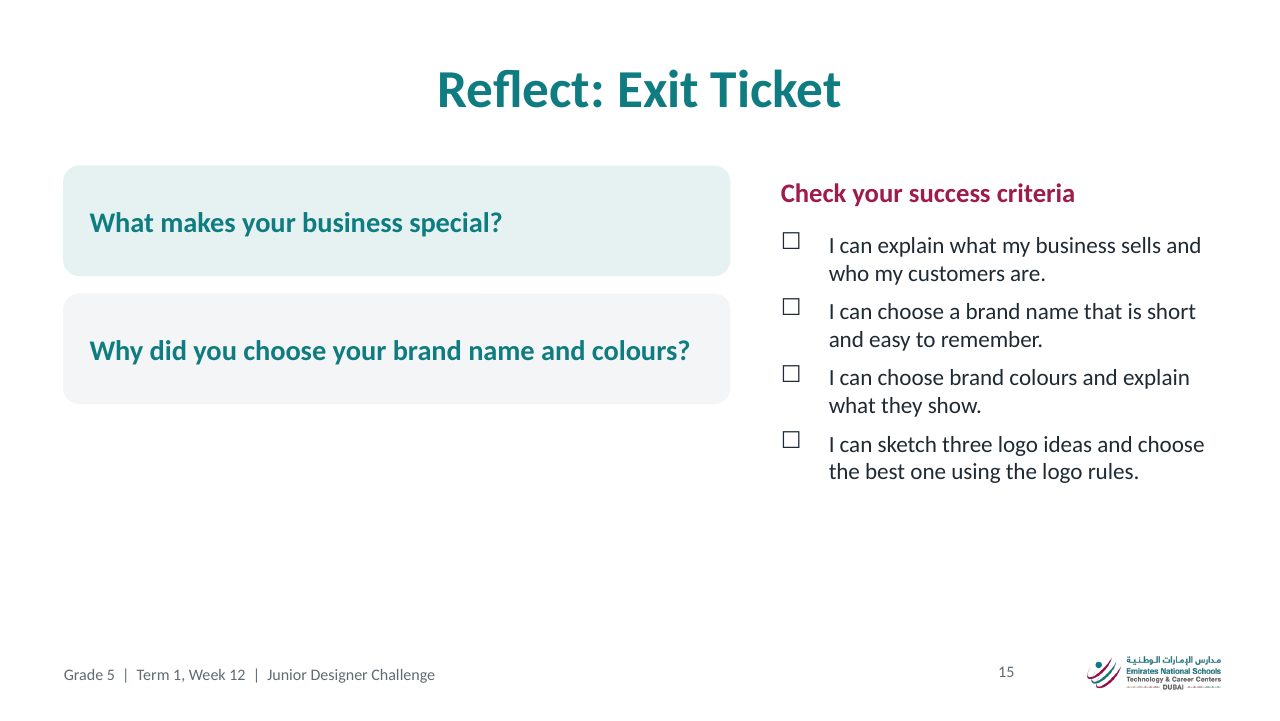 Reflect: Exit Ticket
What makes your business special?
Why did you choose your brand name and colours?
Check your success criteria
☐ I can explain what my business sells and
who my customers are.
☐ I can choose a brand name that is short
and easy to remember.
☐ I can choose brand colours and explain
what they show.
☐ I can sketch three logo ideas and choose
the best one using the logo rules.
Grade 5 | Term 1, Week 12 | Junior Designer Challenge
15
مدارس الإمارات الوطنية
Emirates National Schools
Technology & Career Centers
DUBAI